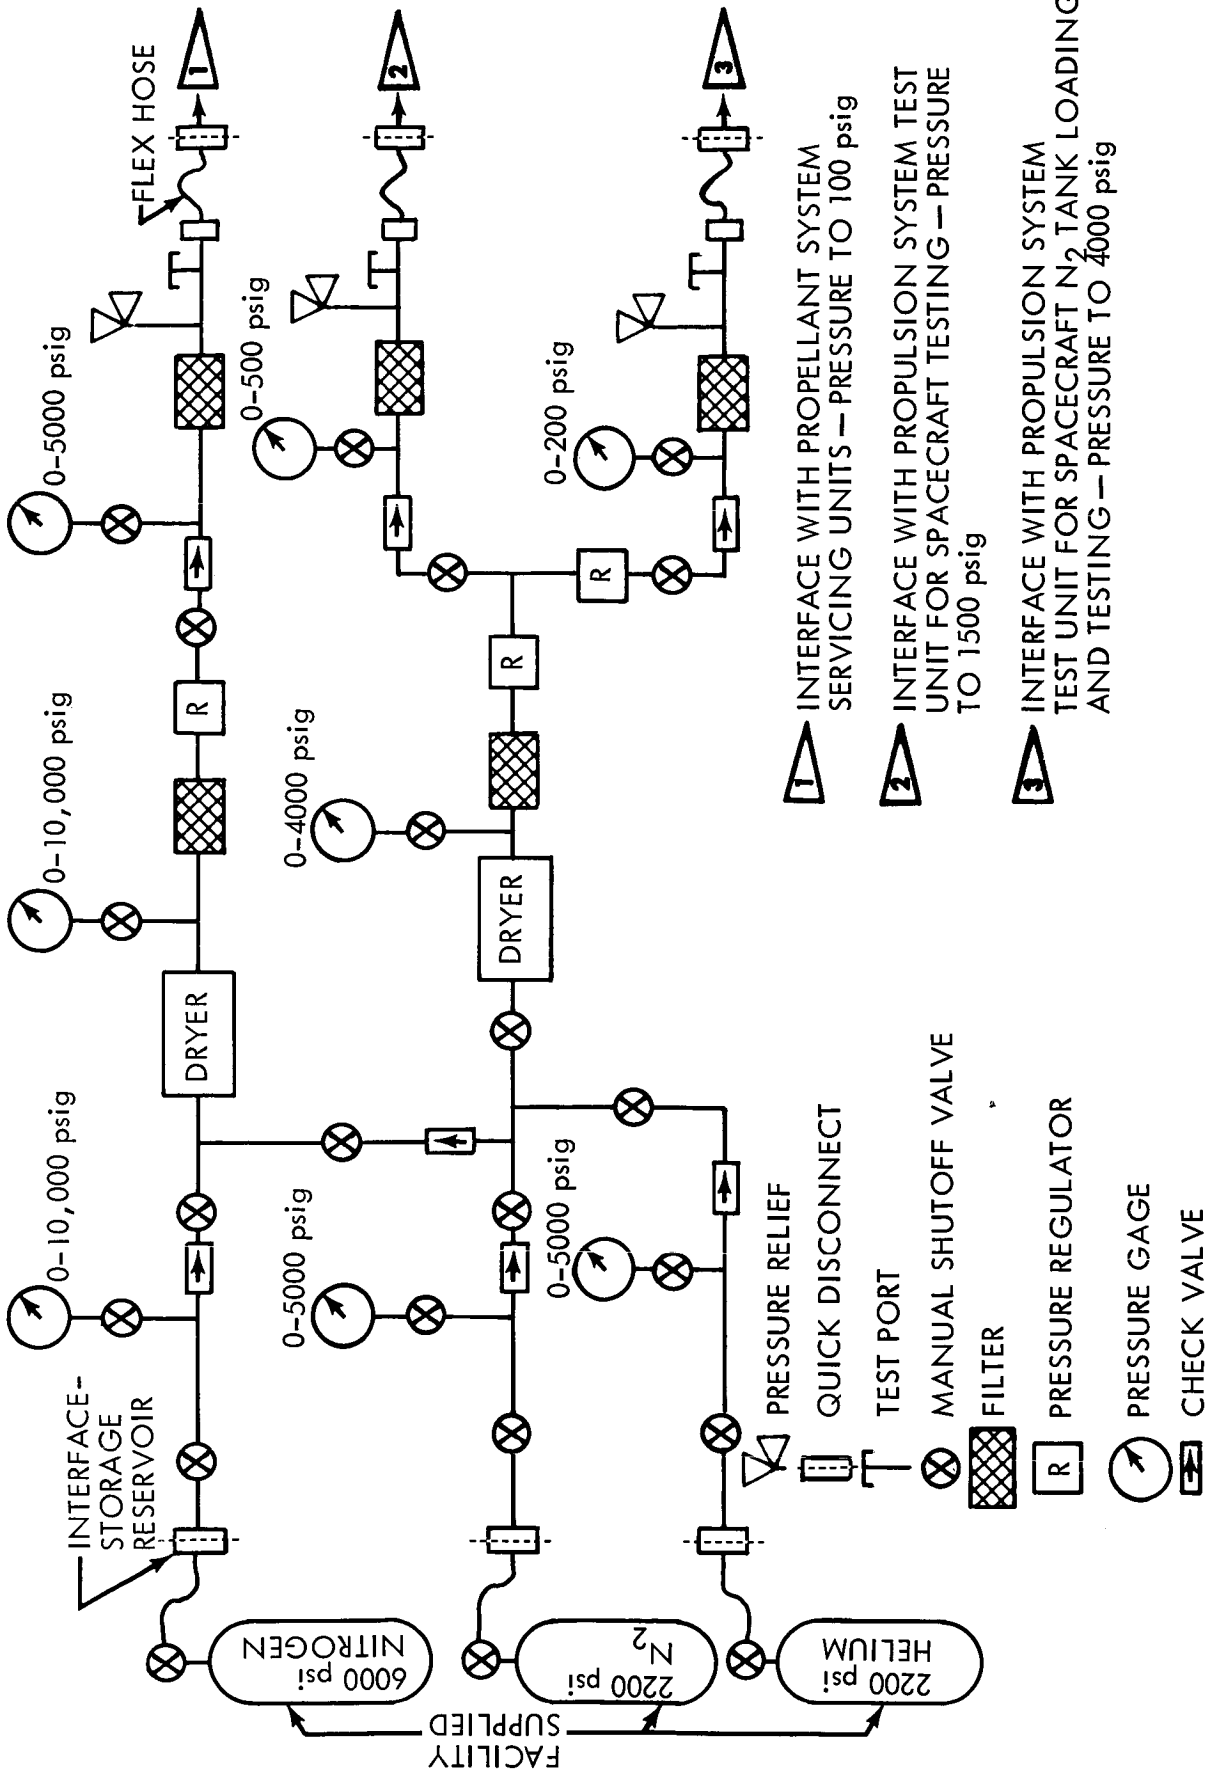 FACILITY
SUPPLIED
6000 psi
NITROGEN
2200 psi
N2
2200 psi
HELIUM
INTERFACE-
STORAGE
RESERVOIR
0-10,000 psig
0-5000 psig
0-5000 psig
DRYER
DRYER
0-10,000 psig
0-4000 psig
R
R
R
0-5000 psig
0-500 psig
0-200 psig
FLEX HOSE
1
2
3
PRESSURE RELIEF
QUICK DISCONNECT
TEST PORT
MANUAL SHUTOFF VALVE
FILTER
R PRESSURE REGULATOR
PRESSURE GAGE
CHECK VALVE
1 INTERFACE WITH PROPELLANT SYSTEM
SERVICING UNITS—PRESSURE TO 100 psig
2 INTERFACE WITH PROPULSION SYSTEM TEST
UNIT FOR SPACECRAFT TESTING—PRESSURE
TO 1500 psig
3 INTERFACE WITH PROPULSION SYSTEM
TEST UNIT FOR SPACECRAFT N2 TANK LOADING
AND TESTING—PRESSURE TO 4000 psig